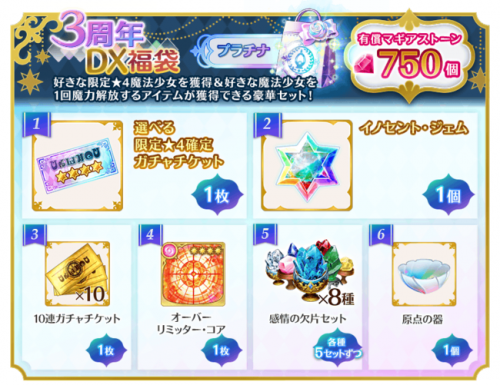 3周年
DX福袋
プラチナ
有償マギアストーン
750個
好きな限定★4魔法少女を獲得&好きな魔法少女を
1回魔力解放するアイテムが獲得できる豪華セット!
1
選べる
限定★4確定
ガチャチケット
1枚
2
イノセント・ジェム
1個
3
×10
10連ガチャチケット
1枚
4
オーバー
リミッター・コア
1枚
5
×8種
感情の欠片セット
各種
5セットずつ
6
原点の器
1個